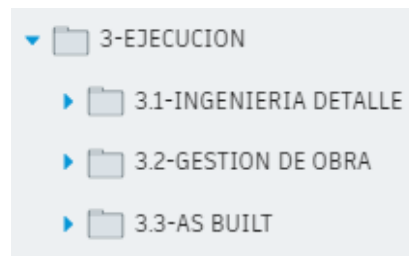 3-EJECUCION
3.1-INGENIERIA DETALLE
3.2-GESTION DE OBRA
3.3-AS BUILT